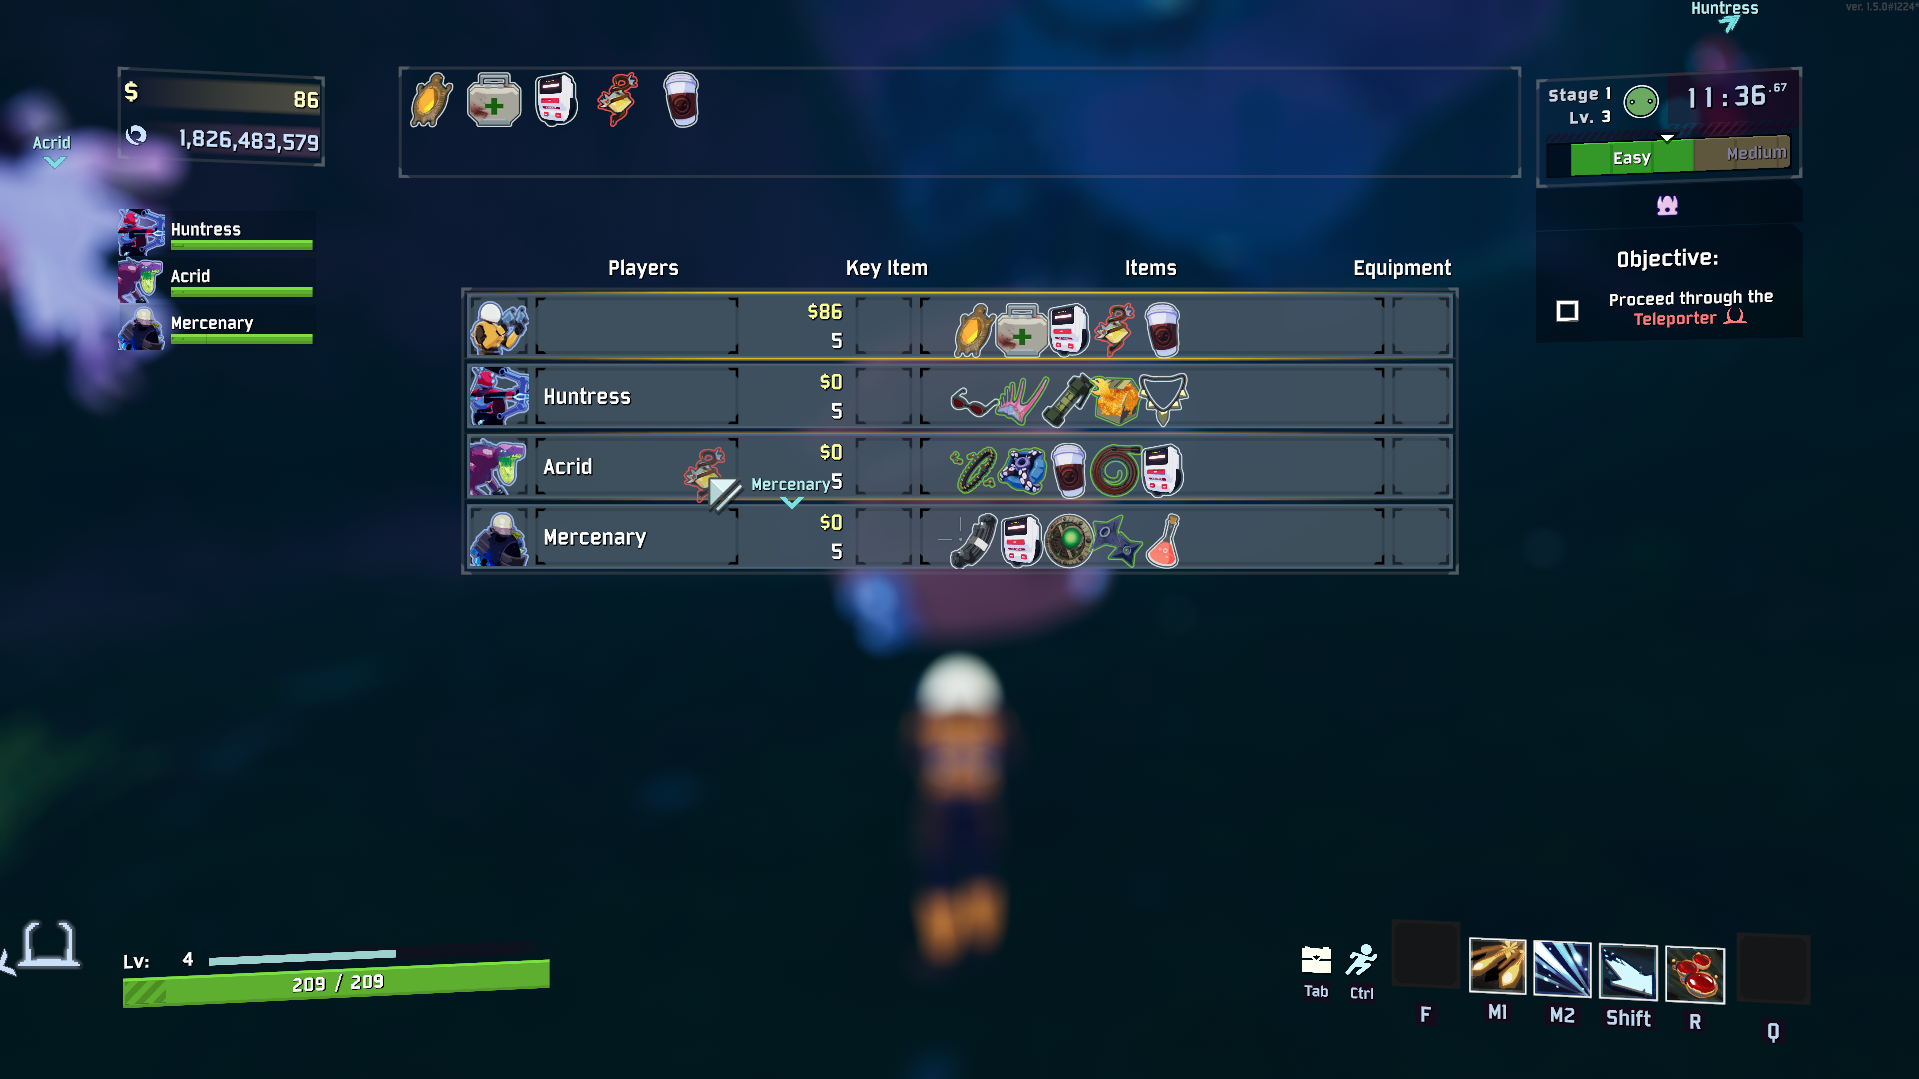 Huntress
ver. 1.5.0#1224*
$ 86
1,826,483,579
Acrid
Stage 1
Lv. 3
11:36.67
Easy
Medium
Huntress
Acrid
Mercenary
Objective:
Proceed through the
Teleporter
Players
Key Item
Items
Equipment
$86
5
Huntress
$0
5
Acrid
$0
Mercenary
5
Mercenary
$0
5
Lv: 4
209 / 209
Tab
Ctrl
F
M1
M2
Shift
R
Q